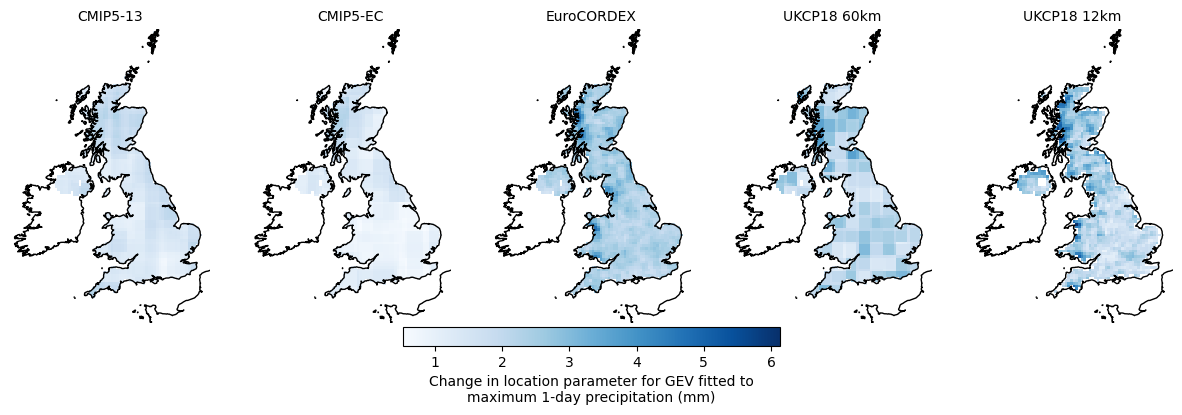 CMIP5-13
CMIP5-EC
EuroCORDEX
UKCP18 60km
UKCP18 12km
1
2
3
4
5
6
Change in location parameter for GEV fitted to
maximum 1-day precipitation (mm)